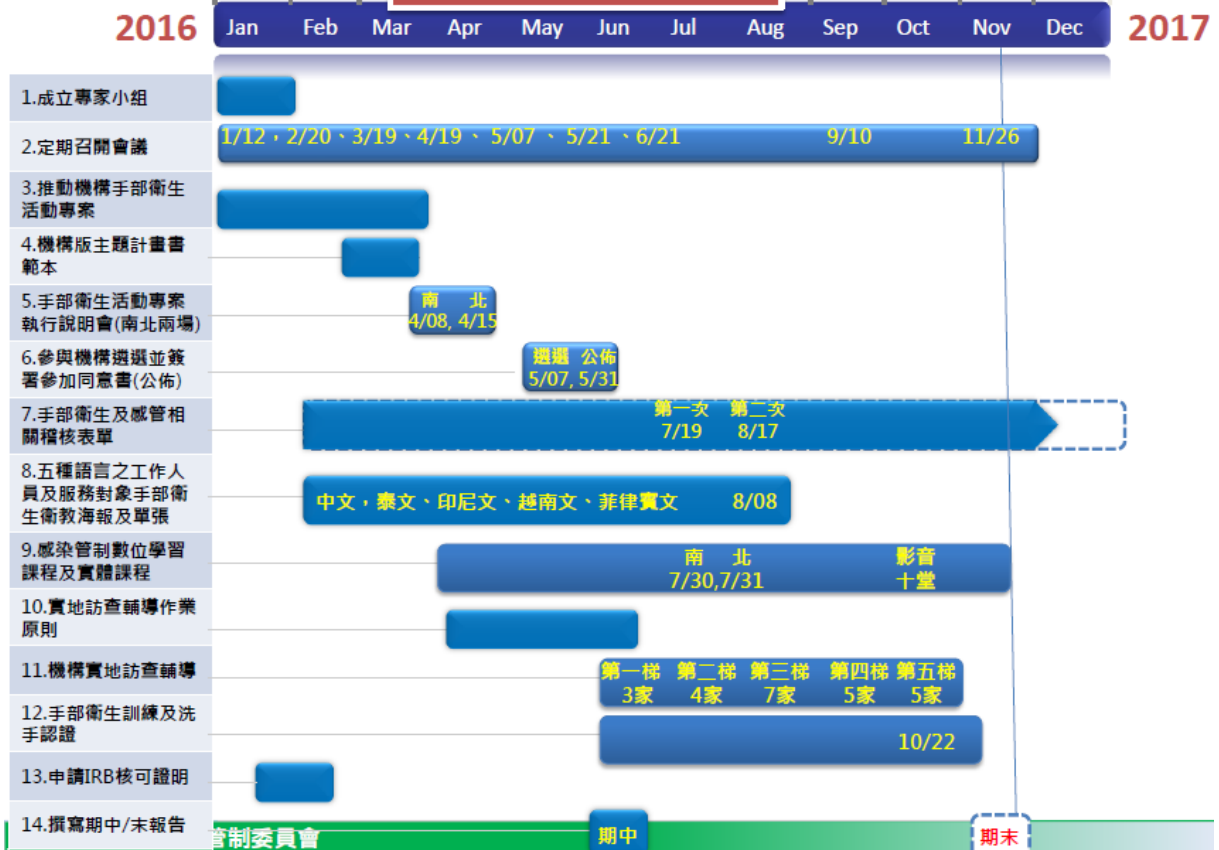 2016 Jan Feb Mar Apr May Jun Jul Aug Sep Oct Nov Dec 2017
1.成立專家小組
2.定期召開會議
1/12，2/20、3/19、4/19、 5/07 、 5/21 、6/21 9/10 11/26
3.推動機構手部衛生
活動專案
4.機構版主題計畫書
範本
5.手部衛生活動專案
執行說明會(南北兩場)
南 北
4/08, 4/15
6.參與機構遴選並簽
署參加同意書(公佈)
遴選 公佈
5/07, 5/31
7.手部衛生及感管相
關稽核表單
第一次 第二次
7/19 8/17
8.五種語言之工作人
員及服務對象手部衛
生衛教海報及單張
中文，泰文、印尼文、越南文、菲律賓文 8/08
9.感染管制數位學習
課程及實體課程
南 北 影音
7/30,7/31 十堂
10.實地訪查輔導作業
原則
11.機構實地訪查輔導
第一梯 第二梯 第三梯 第四梯 第五梯
3家 4家 7家 5家 5家
12.手部衛生訓練及洗
手認證
10/22
13.申請IRB核可證明
14.撰寫期中/末報告
管制委員會 期中 期末